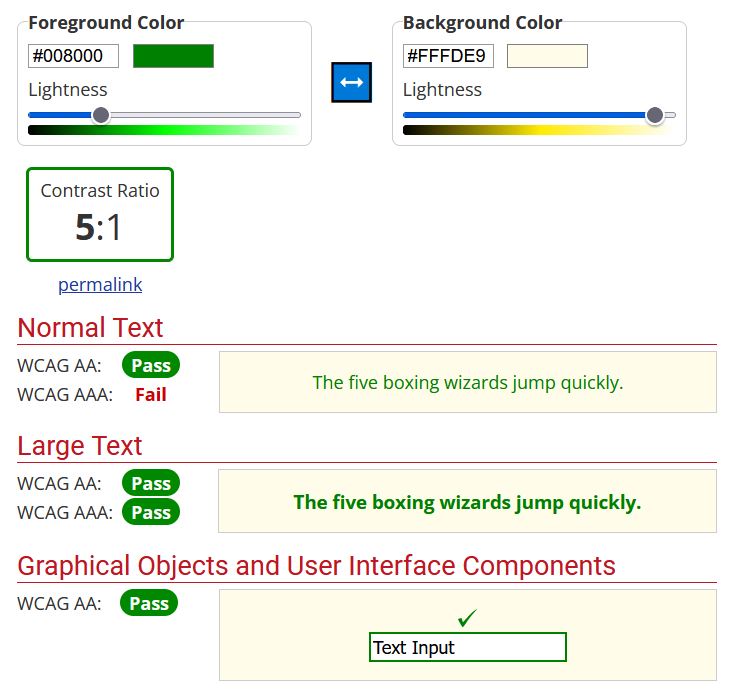 Foreground Color
#008000
Lightness
Background Color
#FFFDE9
Lightness
Contrast Ratio
5:1
permalink
Normal Text
WCAG AA: Pass
WCAG AAA: Fail
The five boxing wizards jump quickly.
Large Text
WCAG AA: Pass
WCAG AAA: Pass
The five boxing wizards jump quickly.
Graphical Objects and User Interface Components
WCAG AA: Pass
Text Input